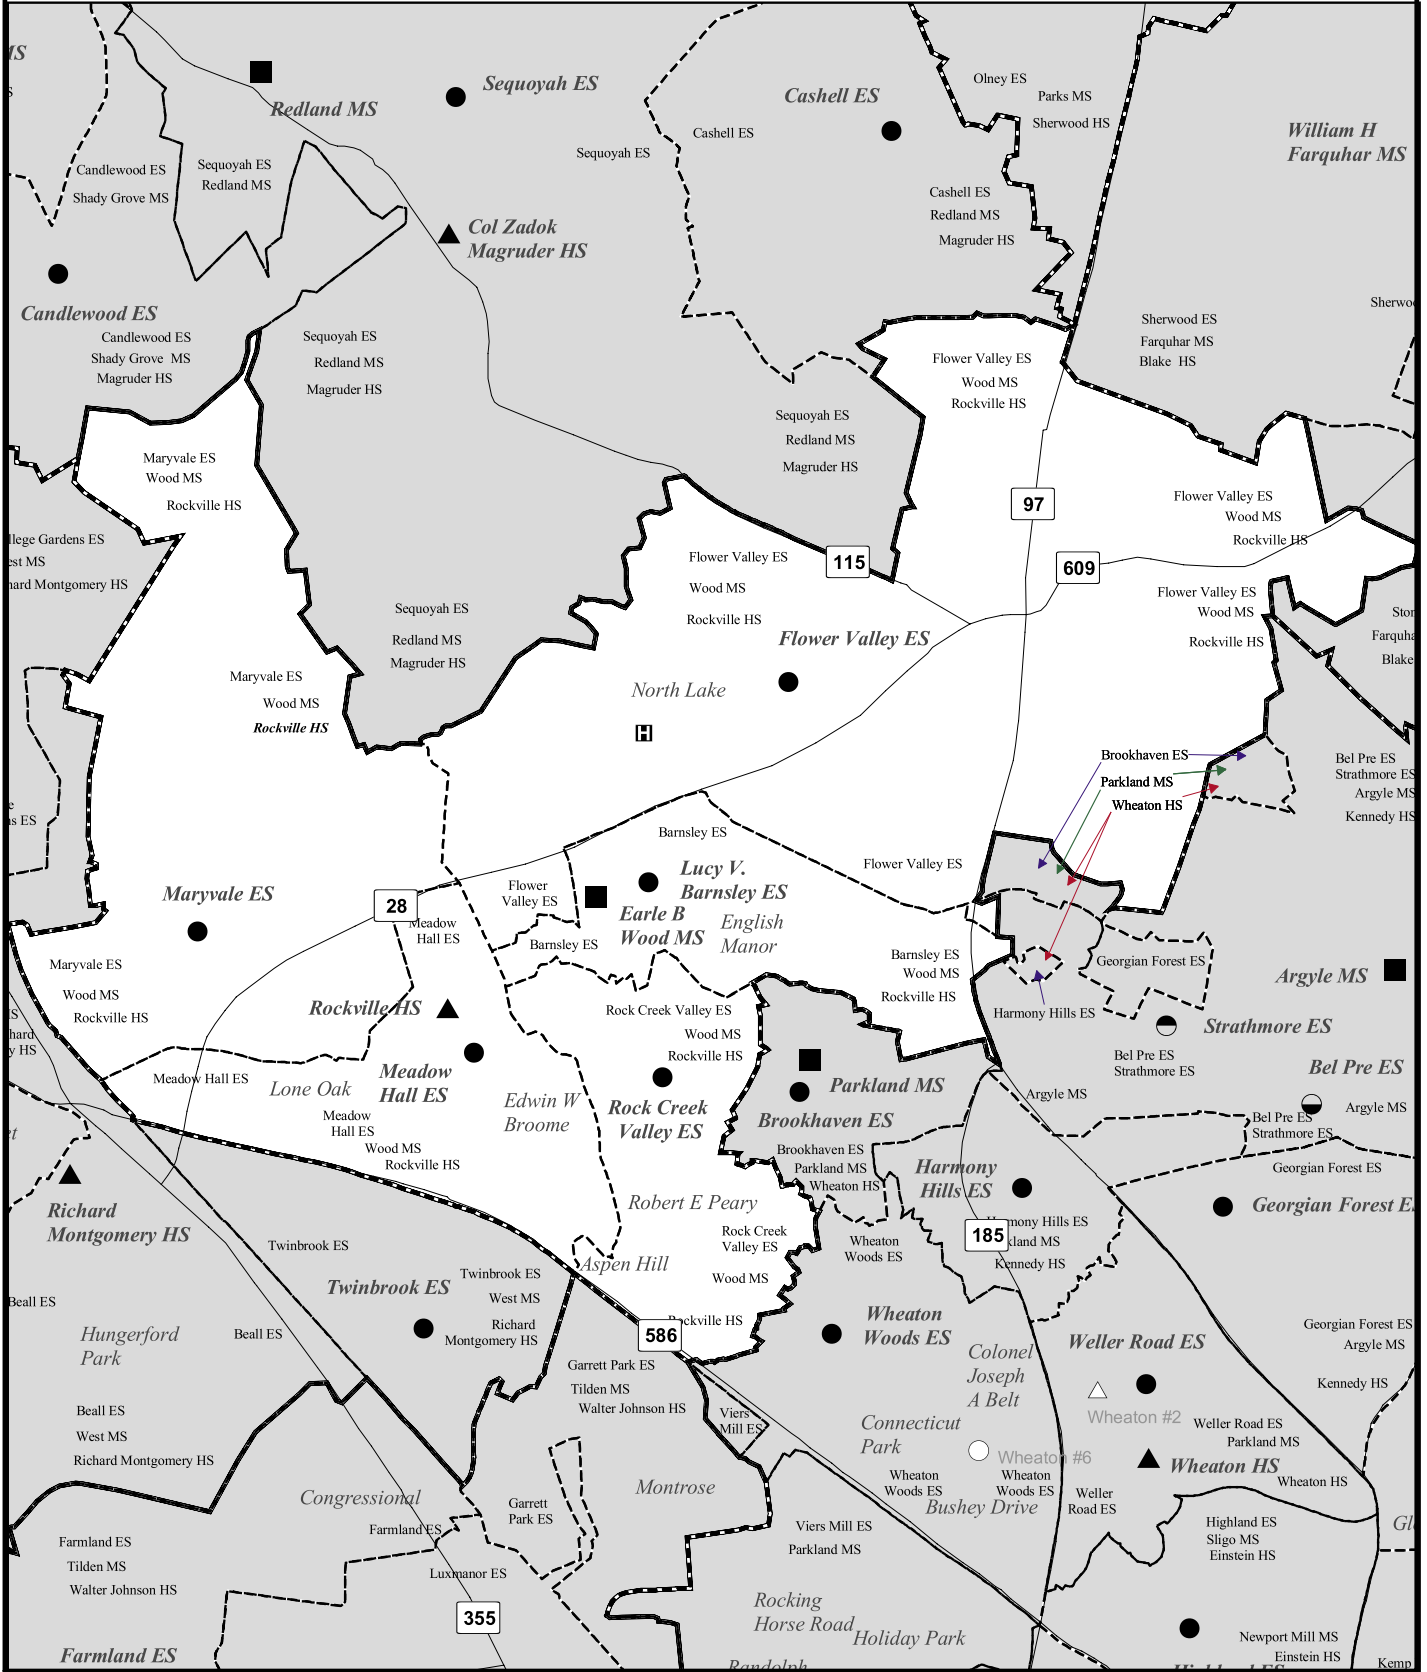 Sequoyah ES
Redland MS
Cashell ES
Olney ES
Parks MS
Sherwood HS
William H
Farquhar MS
Cashell ES
Sequoyah ES
Candlewood ES
Shady Grove MS
Sequoyah ES
Redland MS
Cashell ES
Redland MS
Magruder HS
Col Zadok
Magruder HS
Candlewood ES
Candlewood ES
Shady Grove MS
Magruder HS
Sequoyah ES
Redland MS
Magruder HS
Sherwood ES
Farquhar MS
Blake HS
Flower Valley ES
Wood MS
Rockville HS
Sequoyah ES
Redland MS
Magruder HS
Maryvale ES
Wood MS
Rockville HS
97
Flower Valley ES
Wood MS
Rockville HS
llege Gardens ES
est MS
hard Montgomery HS
Flower Valley ES
Wood MS
Rockville HS
115
609
Flower Valley ES
Wood MS
Rockville HS
Sequoyah ES
Redland MS
Magruder HS
Flower Valley ES
Farquha
Blake
Maryvale ES
Wood MS
Rockville HS
North Lake
H
Brookhaven ES
Parkland MS
Wheaton HS
Bel Pre ES
Strathmore ES
Argyle MS
Kennedy HS
Barnsley ES
Flower Valley ES
Maryvale ES
28
Flower
Valley ES
Lucy V.
Barnsley ES
Earle B
Wood MS
English
Manor
Meadow
Hall ES
Barnsley ES
Barnsley ES
Wood MS
Rockville HS
Georgian Forest ES
Argyle MS
Maryvale ES
Wood MS
Rockville HS
Rockville HS
Rock Creek Valley ES
Wood MS
Rockville HS
Harmony Hills ES
Strathmore ES
Bel Pre ES
Strathmore ES
Bel Pre ES
Meadow Hall ES
Lone Oak
Meadow
Hall ES
Edwin W
Broome
Rock Creek
Valley ES
Parkland MS
Brookhaven ES
Argyle MS
Argyle MS
Bel Pre ES
Strathmore ES
Meadow
Hall ES
Wood MS
Rockville HS
Brookhaven ES
Parkland MS
Wheaton HS
Harmony
Hills ES
Georgian Forest ES
Richard
Montgomery HS
Robert E Peary
Georgian Forest E
Rock Creek
Valley ES
Wood MS
Rockville HS
Wheaton
Woods ES
185
rmony Hills ES
kland MS
Kennedy HS
Twinbrook ES
Aspen Hill
Twinbrook ES
Twinbrook ES
West MS
Richard
Montgomery HS
Beall ES
Hungerford
Park
Beall ES
586
Wheaton
Woods ES
Weller Road ES
Georgian Forest ES
Argyle MS
Kennedy HS
Garrett Park ES
Tilden MS
Walter Johnson HS
Colonel
Joseph
A Belt
Wheaton #2
Beall ES
West MS
Richard Montgomery HS
Viers
Mill ES
Connecticut
Park
Wheaton #6
Weller Road ES
Parkland MS
Wheaton HS
Wheaton HS
Wheaton
Woods ES
Wheaton
Woods ES
Weller
Road ES
Bushey Drive
Congressional
Montrose
Garrett
Park ES
Farmland ES
Tilden MS
Walter Johnson HS
Farmland ES
Luxmanor ES
Viers Mill ES
Parkland MS
Highland ES
Sligo MS
Einstein HS
355
Rocking
Horse Road
Holiday Park
Newport Mill MS
Einstein HS
Farmland ES
Randolph
Highland ES
Kemp